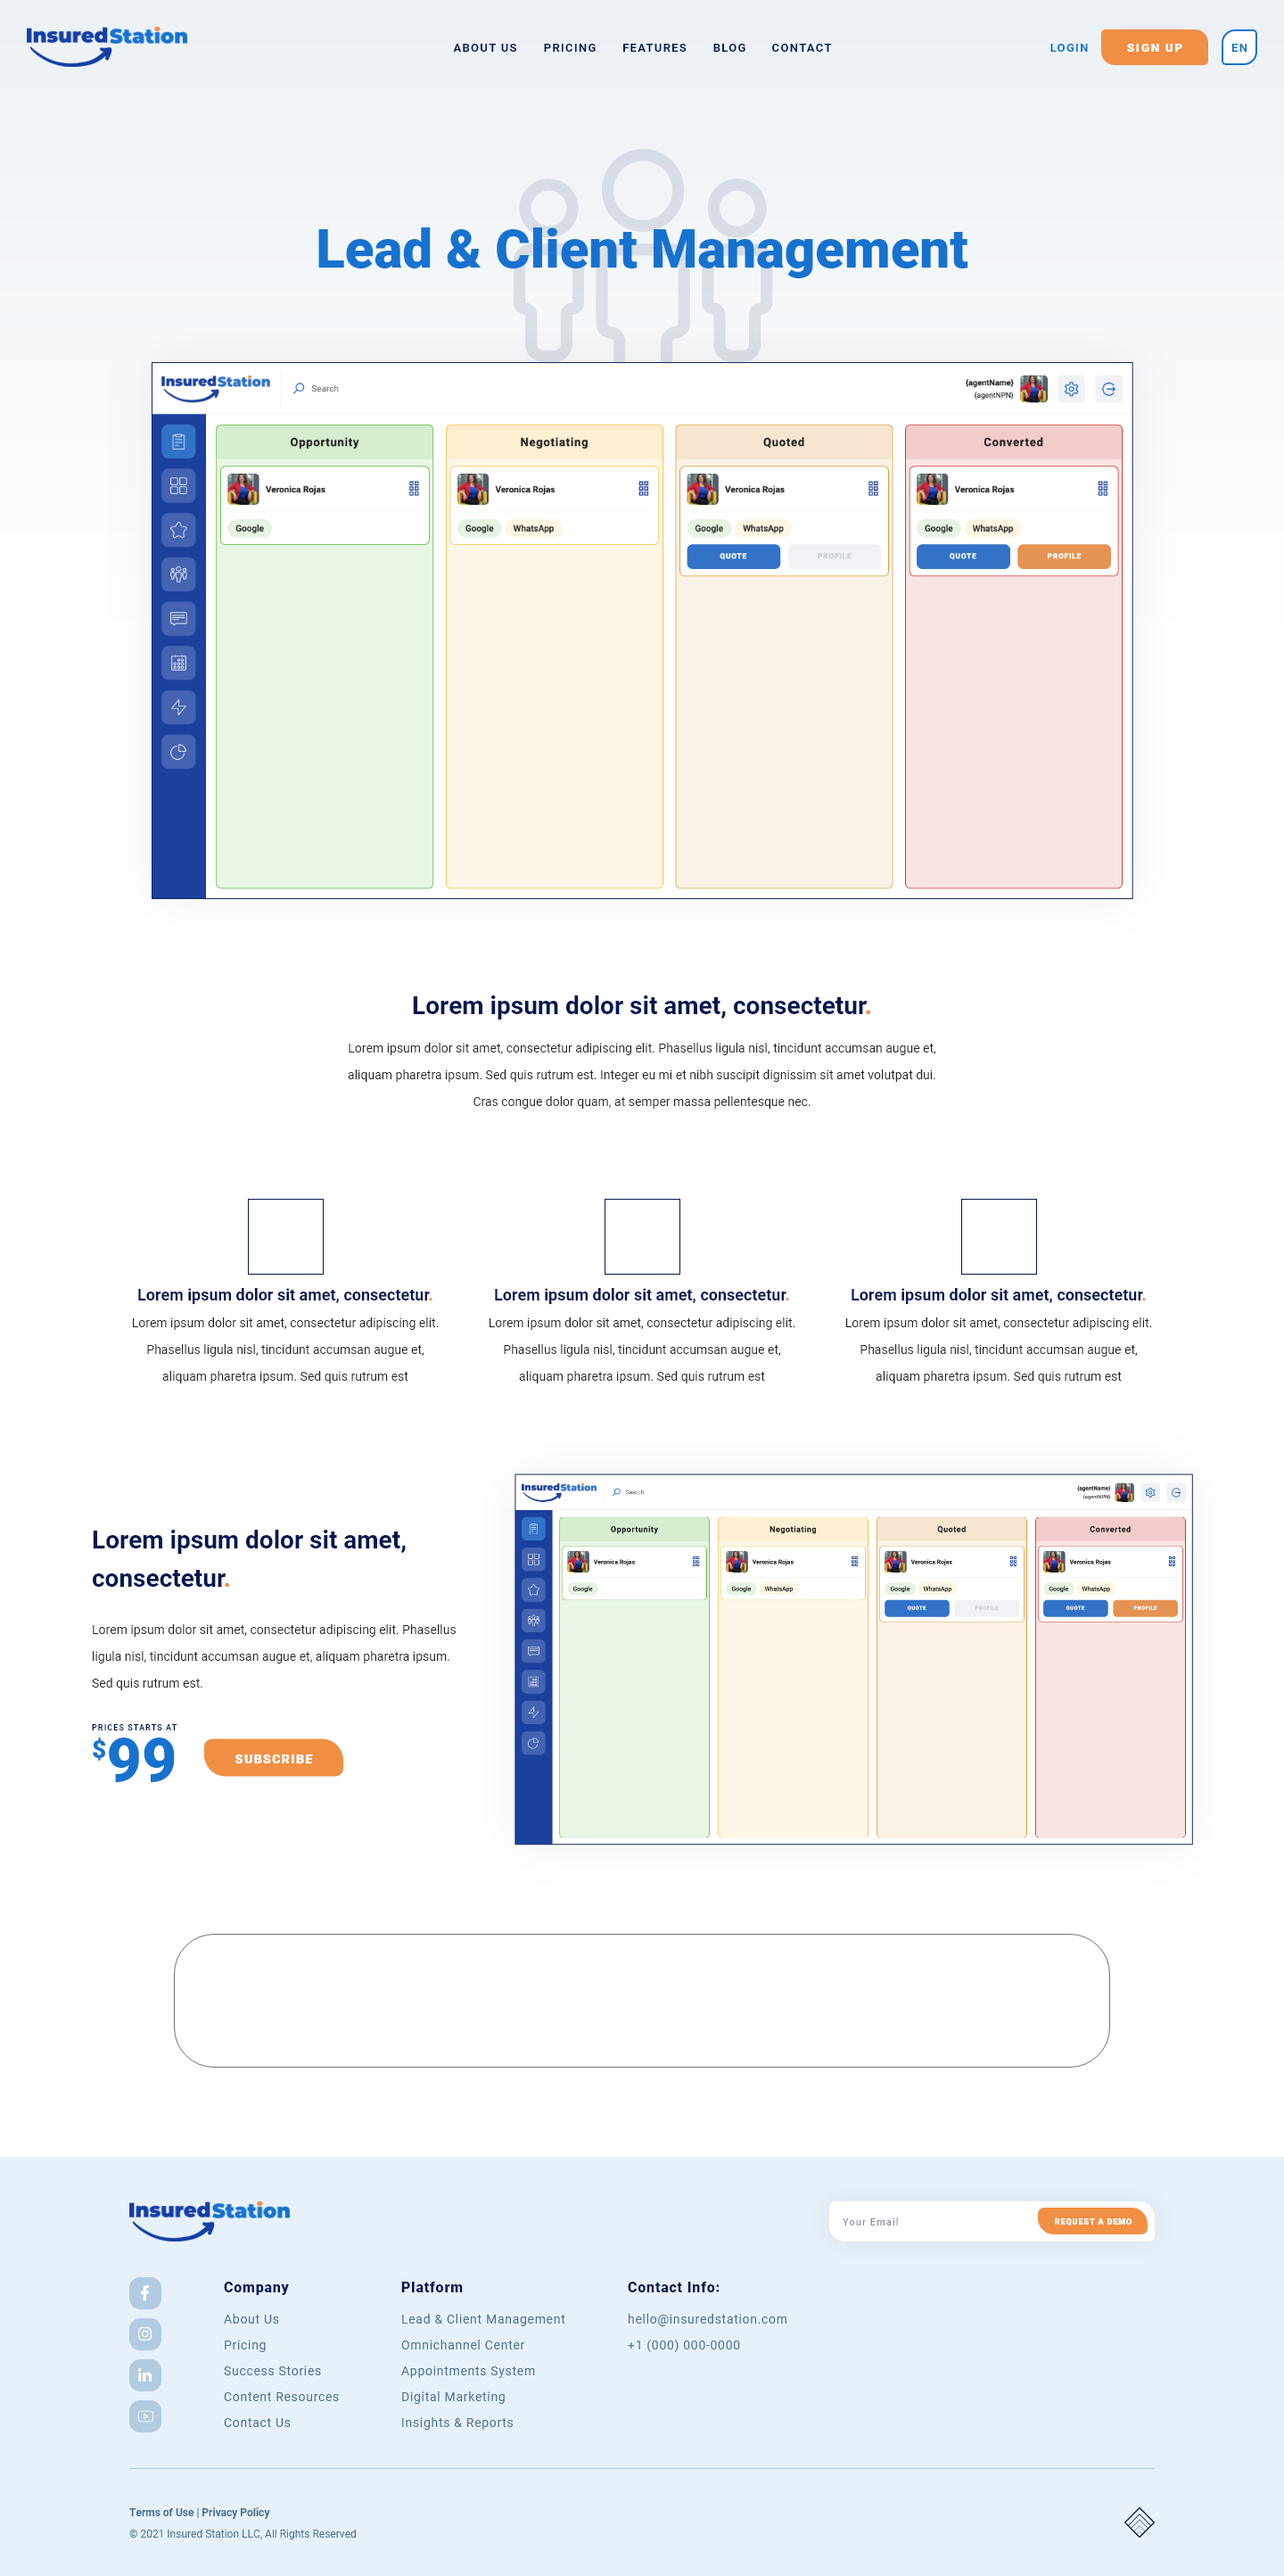 InsuredStation
ABOUT US PRICING FEATURES BLOG CONTACT
LOGIN SIGN UP EN
Lead & Client Management
InsuredStation
Search
{agentName}
{agentNPN}
Opportunity
Negotiating
Quoted
Converted
Veronica Rojas
Google
Veronica Rojas
Google WhatsApp
Veronica Rojas
Google WhatsApp
QUOTE PROFILE
Veronica Rojas
Google WhatsApp
QUOTE PROFILE
Lorem ipsum dolor sit amet, consectetur.
Lorem ipsum dolor sit amet, consectetur adipiscing elit. Phasellus ligula nisl, tincidunt accumsan augue et,
aliquam pharetra ipsum. Sed quis rutrum est. Integer eu mi et nibh suscipit dignissim sit amet volutpat dui.
Cras congue dolor quam, at semper massa pellentesque nec.
Lorem ipsum dolor sit amet, consectetur.
Lorem ipsum dolor sit amet, consectetur adipiscing elit.
Phasellus ligula nisl, tincidunt accumsan augue et,
aliquam pharetra ipsum. Sed quis rutrum est
Lorem ipsum dolor sit amet, consectetur.
Lorem ipsum dolor sit amet, consectetur adipiscing elit.
Phasellus ligula nisl, tincidunt accumsan augue et,
aliquam pharetra ipsum. Sed quis rutrum est
Lorem ipsum dolor sit amet, consectetur.
Lorem ipsum dolor sit amet, consectetur adipiscing elit.
Phasellus ligula nisl, tincidunt accumsan augue et,
aliquam pharetra ipsum. Sed quis rutrum est
Lorem ipsum dolor sit amet,
consectetur.
Lorem ipsum dolor sit amet, consectetur adipiscing elit. Phasellus
ligula nisl, tincidunt accumsan augue et, aliquam pharetra ipsum.
Sed quis rutrum est.
PRICES STARTS AT
$99
SUBSCRIBE
InsuredStation
Search
{agentName}
{agentNPN}
Opportunity
Negotiating
Quoted
Converted
Veronica Rojas
Google
Veronica Rojas
Google WhatsApp
Veronica Rojas
Google WhatsApp
QUOTE PROFILE
Veronica Rojas
Google WhatsApp
QUOTE PROFILE
InsuredStation
Your Email
REQUEST A DEMO
Company
About Us
Pricing
Success Stories
Content Resources
Contact Us
Platform
Lead & Client Management
Omnichannel Center
Appointments System
Digital Marketing
Insights & Reports
Contact Info:
hello@insuredstation.com
+1 (000) 000-0000
Terms of Use | Privacy Policy
© 2021 Insured Station LLC, All Rights Reserved